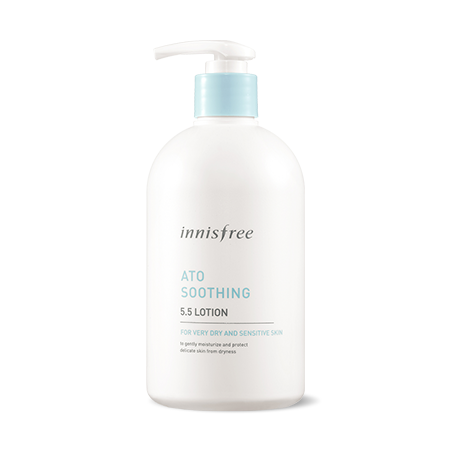 innisfree
ATO
SOOTHING
5.5 LOTION
FOR VERY DRY AND SENSITIVE SKIN
to gently moisturize and protect
delicate skin from dryness